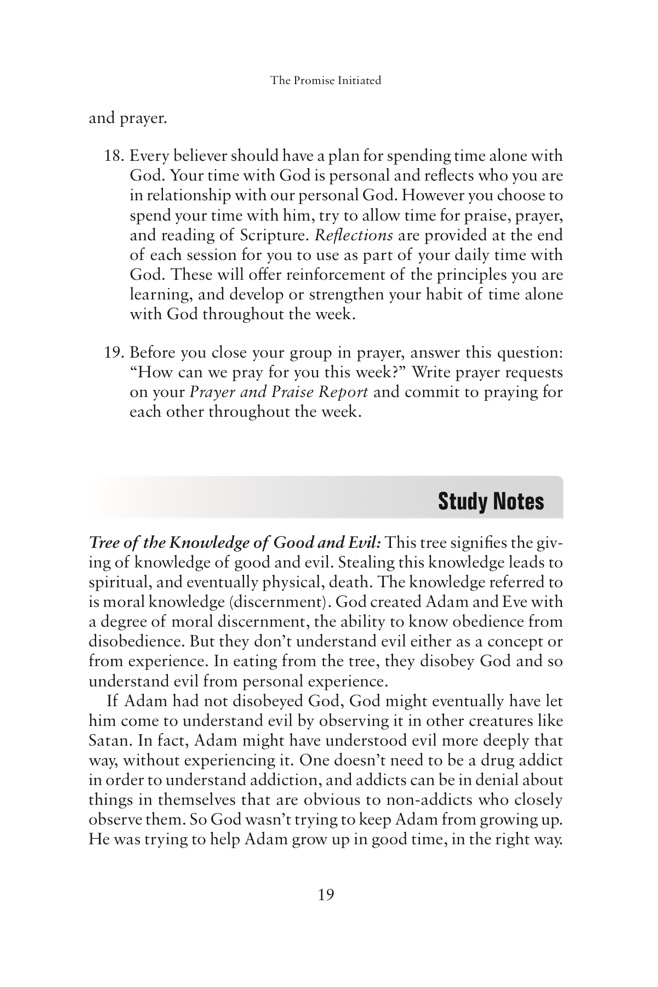 The Promise Initiated
and prayer.
18. Every believer should have a plan for spending time alone with
God. Your time with God is personal and reflects who you are
in relationship with our personal God. However you choose to
spend your time with him, try to allow time for praise, prayer,
and reading of Scripture. Reflections are provided at the end
of each session for you to use as part of your daily time with
God. These will offer reinforcement of the principles you are
learning, and develop or strengthen your habit of time alone
with God throughout the week.
19. Before you close your group in prayer, answer this question:
“How can we pray for you this week?” Write prayer requests
on your Prayer and Praise Report and commit to praying for
each other throughout the week.
Study Notes
Tree of the Knowledge of Good and Evil: This tree signifies the giv-
ing of knowledge of good and evil. Stealing this knowledge leads to
spiritual, and eventually physical, death. The knowledge referred to
is moral knowledge (discernment). God created Adam and Eve with
a degree of moral discernment, the ability to know obedience from
disobedience. But they don’t understand evil either as a concept or
from experience. In eating from the tree, they disobey God and so
understand evil from personal experience.
If Adam had not disobeyed God, God might eventually have let
him come to understand evil by observing it in other creatures like
Satan. In fact, Adam might have understood evil more deeply that
way, without experiencing it. One doesn’t need to be a drug addict
in order to understand addiction, and addicts can be in denial about
things in themselves that are obvious to non-addicts who closely
observe them. So God wasn’t trying to keep Adam from growing up.
He was trying to help Adam grow up in good time, in the right way.
19